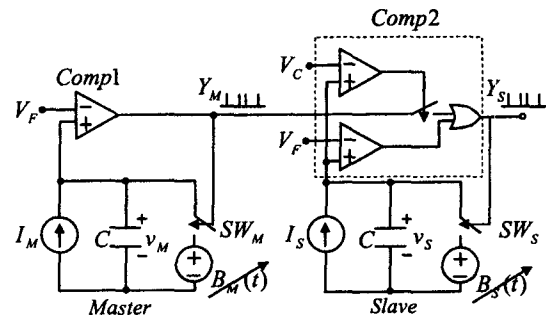 Comp2
Comp1
V_C
Y_M
Y_S
V_F
V_F
I_M
C
+
v_M
−
SW_M
+
−
B_M(t)
I_S
C
+
v_S
−
SW_S
+
−
B_S(t)
−
+
−
+
−
+
Master
Slave